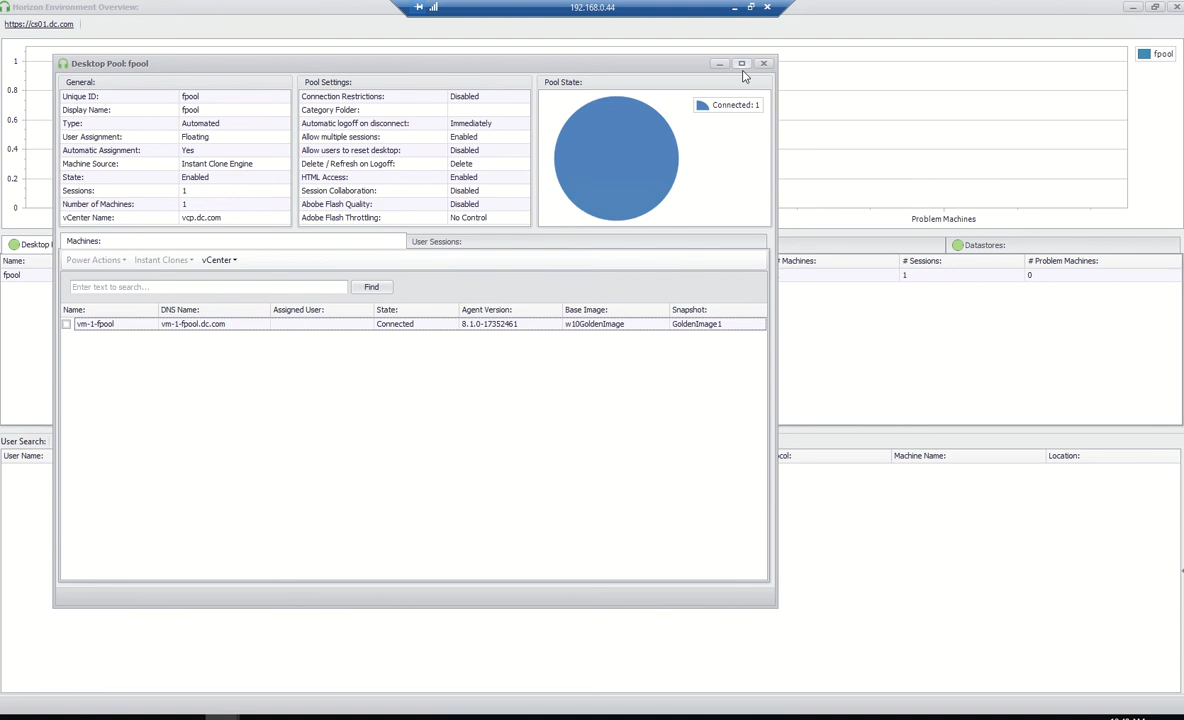 Horizon Environment Overview:
192.168.0.44
https://cs01.dc.com
1
0.8
0.6
0.4
0.2
0
fpool
Problem Machines
Desktop Pool: fpool
General:
Unique ID: fpool
Display Name: fpool
Type: Automated
User Assignment: Floating
Automatic Assignment: Yes
Machine Source: Instant Clone Engine
State: Enabled
Sessions: 1
Number of Machines: 1
vCenter Name: vcp.dc.com
Pool Settings:
Connection Restrictions: Disabled
Category Folder:
Automatic logoff on disconnect: Immediately
Allow multiple sessions: Enabled
Allow users to reset desktop: Disabled
Delete / Refresh on Logoff: Delete
HTML Access: Enabled
Session Collaboration: Disabled
Abobe Flash Quality: Disabled
Adobe Flash Throttling: No Control
Pool State:
Connected: 1
Machines: User Sessions:
Power Actions Instant Clones vCenter
Enter text to search... Find
Name: DNS Name: Assigned User: State: Agent Version: Base Image: Snapshot:
vm-1-fpool vm-1-fpool.dc.com Connected 8.1.0-17352461 w10GoldenImage GoldenImage1
Desktop Datastores:
Name: Machines: # Sessions: # Problem Machines:
fpool 1 0
User Search:
User Name: Machine Name: Location: